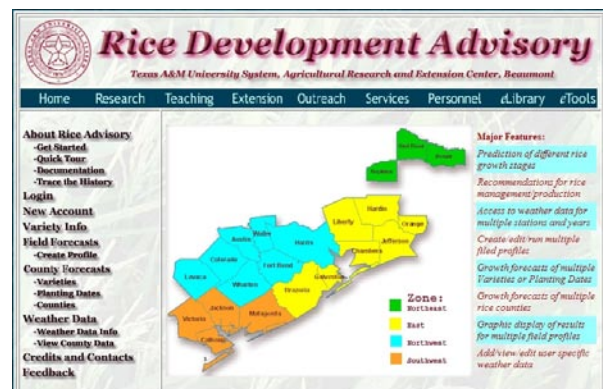 Rice Development Advisory
Texas A&M University System, Agricultural Research and Extension Center, Beaumont
Home Research Teaching Extension Outreach Services Personnel eLibrary eTools
About Rice Advisory
-Get Started
-Quick Tour
-Documentation
-Trace the History
Login
New Account
Variety Info
Field Forecasts
-Create Profile
County Forecasts
-Varieties
-Planting Dates
-Counties
Weather Data
-Weather Data Info
-View County Data
Credits and Contacts
Feedback
Red River
Bowie
Hopkins
Hardin
Liberty
Orange
Jefferson
Chambers
Waller
Austin
Harris
Colorado
Fort Bend
Galveston
Lavaca
Wharton
Brazoria
Jackson
Matagorda
Victoria
Calhoun
Zone:
Northeast
East
Northwest
Southwest
Major Features:
Prediction of different rice
growth stages
Recommendations for rice
management/production
Access to weather data for
multiple stations and years
Create/edit/run multiple
filed profiles
Growth forecasts of multiple
Varieties or Planting Dates
Growth forecasts of multiple
rice counties
Graphic display of results
for multiple field profiles
Add/view/edit user specific
weather data